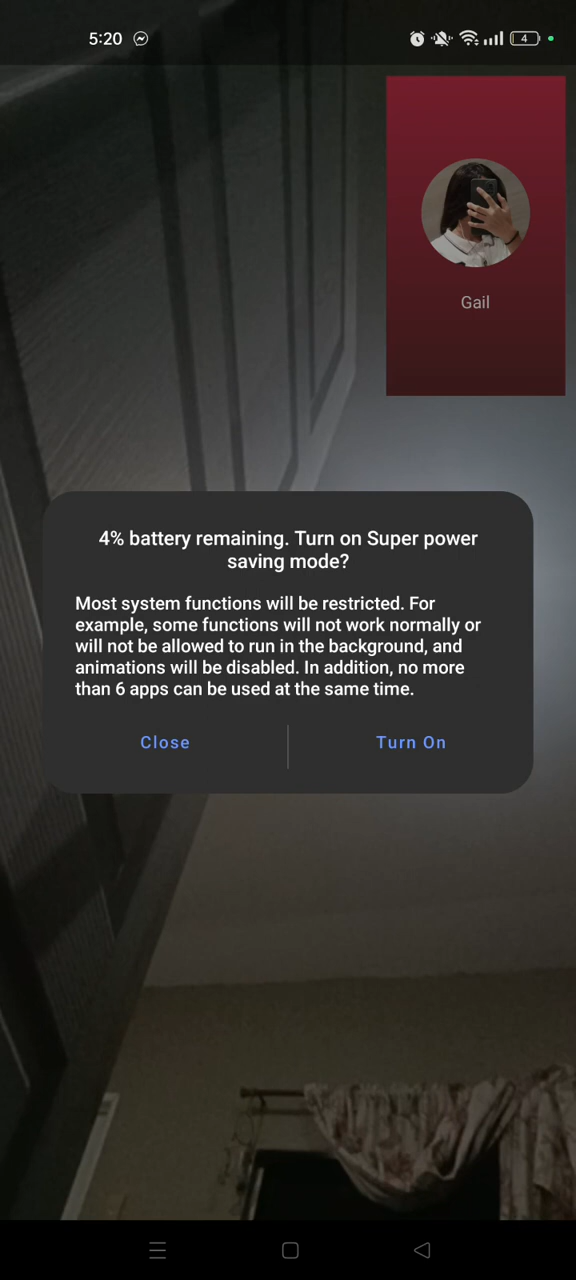 5:20
4
Gail
4% battery remaining. Turn on Super power
saving mode?
Most system functions will be restricted. For
example, some functions will not work normally or
will not be allowed to run in the background, and
animations will be disabled. In addition, no more
than 6 apps can be used at the same time.
Close
Turn On